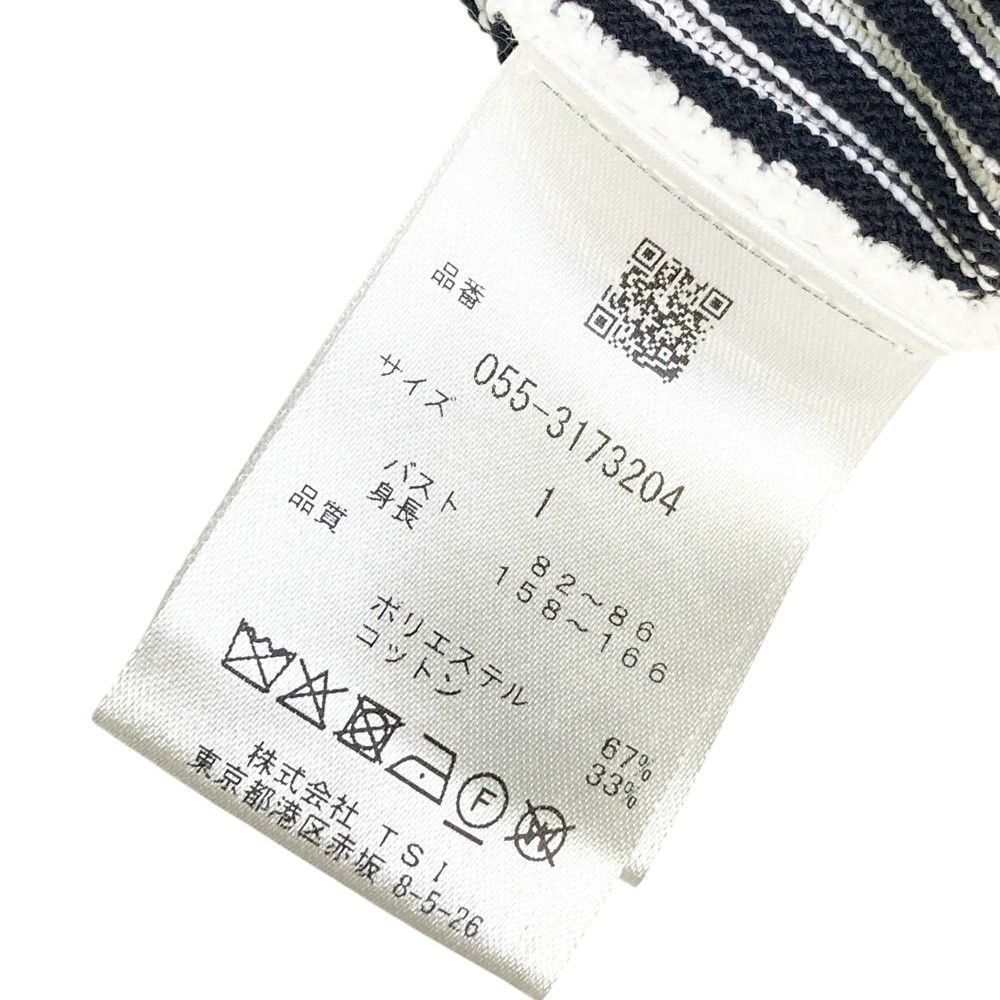 品番
055-3173204
サイズ
1
バスト 82～86
身長 158～166
品質
ポリエステル 67%
コットン 33%
F
W
株式会社 TSI
東京都港区赤坂 8-5-26